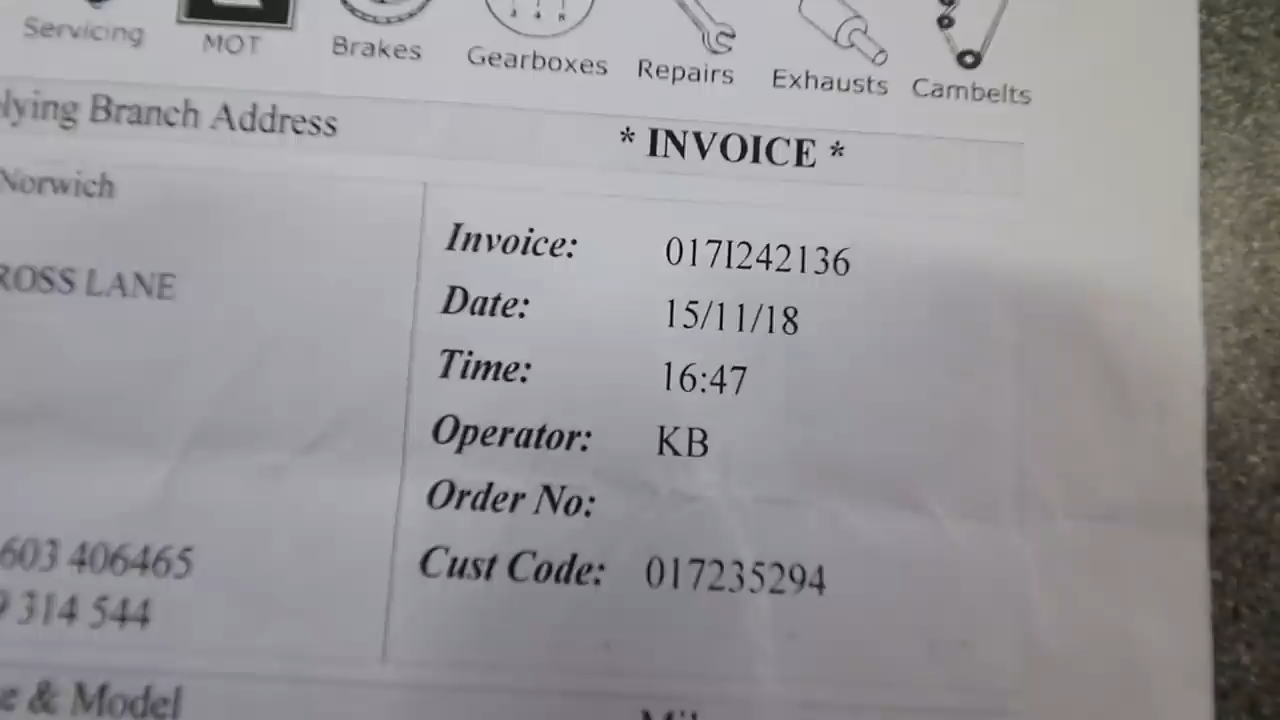 Servicing MOT Brakes Gearboxes Repairs Exhausts Cambelts
lying Branch Address
* INVOICE *
Norwich
ROSS LANE
603 406465
314 544
Invoice: 017I242136
Date: 15/11/18
Time: 16:47
Operator: KB
Order No:
Cust Code: 017235294
e & Model